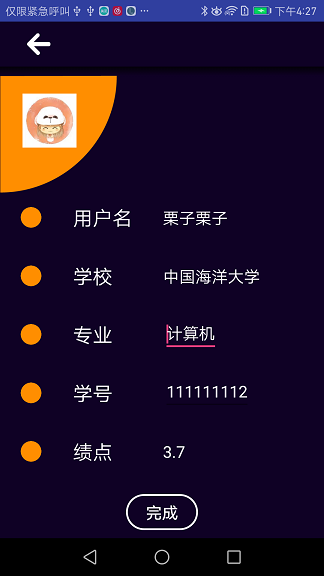 仅限紧急呼叫 ... 下午4:27
用户名 栗子栗子
学校 中国海洋大学
专业 计算机
学号 111111112
绩点 3.7
完成